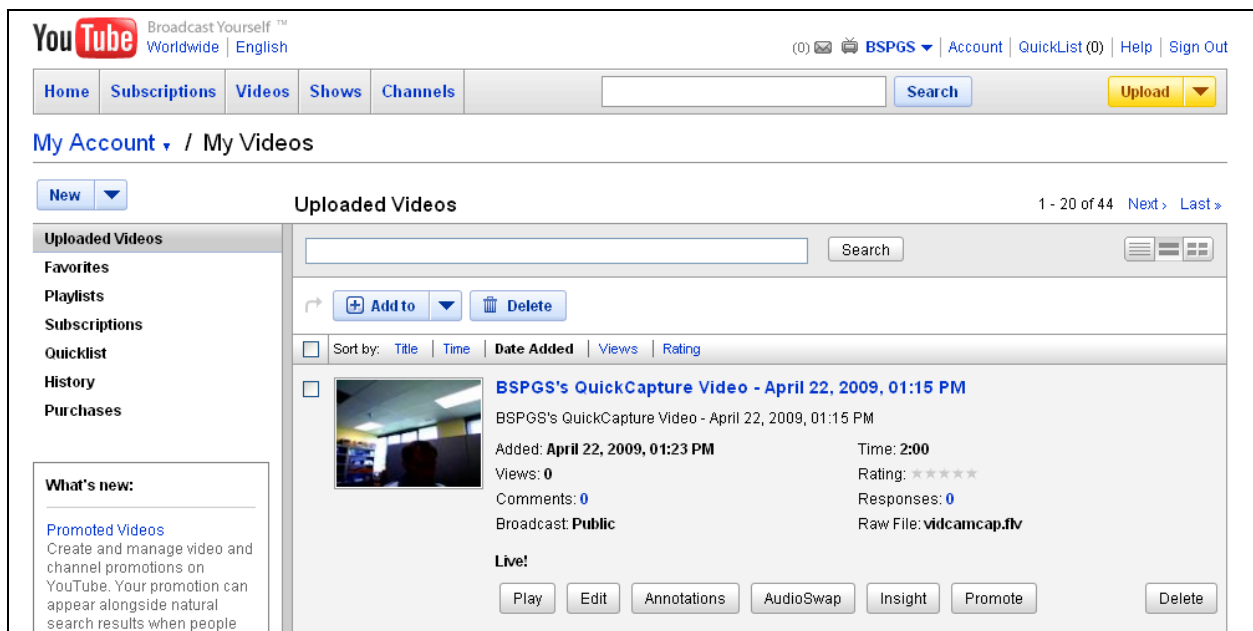 You Tube Broadcast Yourself ™
Worldwide | English
(0) BSPGS ▼ | Account | QuickList (0) | Help | Sign Out
Home Subscriptions Videos Shows Channels Search Upload
My Account ▾ / My Videos
New
Uploaded Videos
1 - 20 of 44 Next › Last »
Uploaded Videos
Favorites
Playlists
Subscriptions
Quicklist
History
Purchases
What's new:
Promoted Videos
Create and manage video and
channel promotions on
YouTube. Your promotion can
appear alongside natural
search results when people
Search
Add to Delete
Sort by: Title | Time | Date Added | Views | Rating
BSPGS's QuickCapture Video - April 22, 2009, 01:15 PM
BSPGS's QuickCapture Video - April 22, 2009, 01:15 PM
Added: April 22, 2009, 01:23 PM Time: 2:00
Views: 0 Rating: ★★★★★
Comments: 0 Responses: 0
Broadcast: Public Raw File: vidcamcap.flv
Live!
Play Edit Annotations AudioSwap Insight Promote Delete